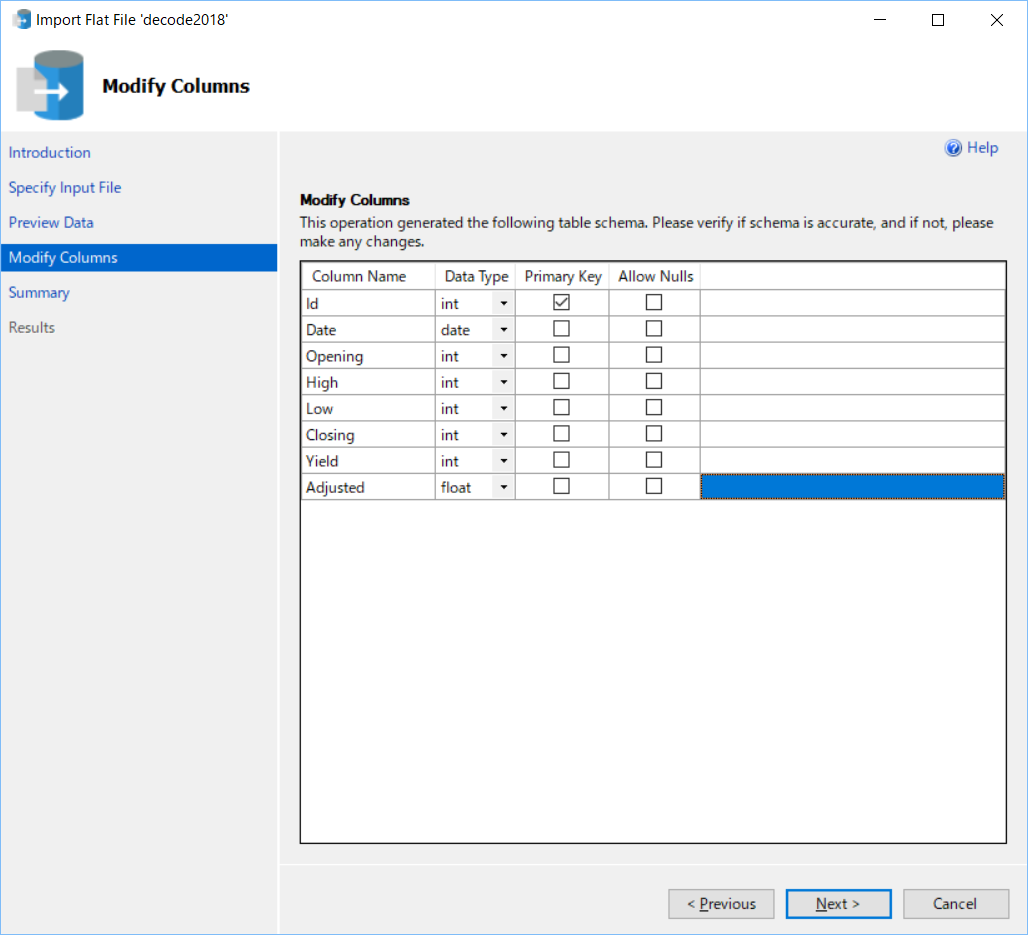 Import Flat File 'decode2018'
Modify Columns
Introduction
Specify Input File
Preview Data
Modify Columns
Summary
Results
Help
Modify Columns
This operation generated the following table schema. Please verify if schema is accurate, and if not, please
make any changes.
Column Name Data Type Primary Key Allow Nulls
Id int
Date date
Opening int
High int
Low int
Closing int
Yield int
Adjusted float
< Previous Next > Cancel